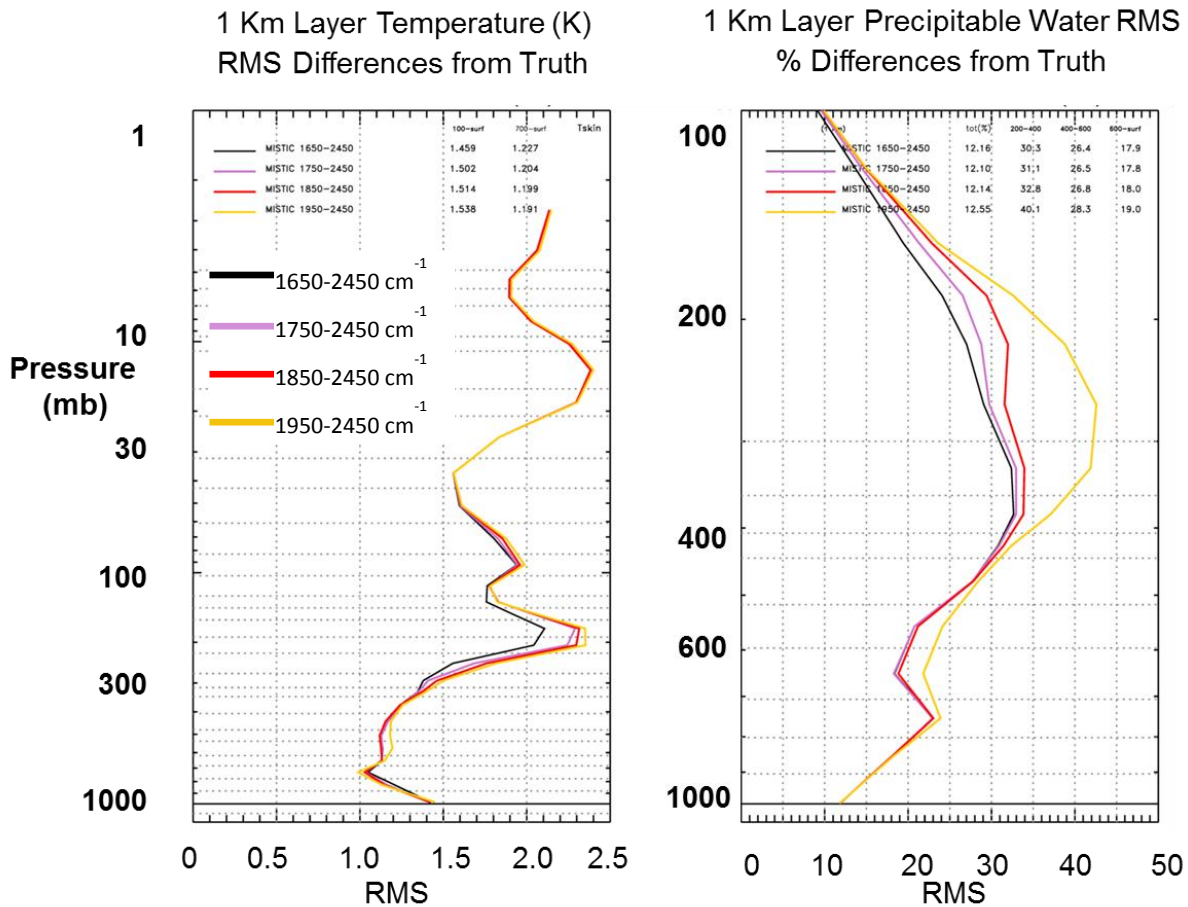 1 Km Layer Temperature (K)
RMS Differences from Truth
1 Km Layer Precipitable Water RMS
% Differences from Truth
100-surf 700-surf Tskin
MISTIC 1650-2450 1.459 1.227
MISTIC 1750-2450 1.502 1.204
MISTIC 1850-2450 1.514 1.199
MISTIC 1950-2450 1.538 1.191
1650-2450 cm-1
1750-2450 cm-1
1850-2450 cm-1
1950-2450 cm-1
Pressure
(mb)
1
10
30
100
300
1000
0 0.5 1.0 1.5 2.0 2.5
RMS
tot(%) 200-400 400-600 600-surf
MISTIC 1650-2450 12.16 30.3 26.4 17.9
MISTIC 1750-2450 12.10 31.1 26.5 17.8
MISTIC 1850-2450 12.14 32.8 26.8 18.0
MISTIC 1950-2450 12.55 40.1 28.3 19.0
100
200
400
600
1000
0 10 20 30 40 50
RMS